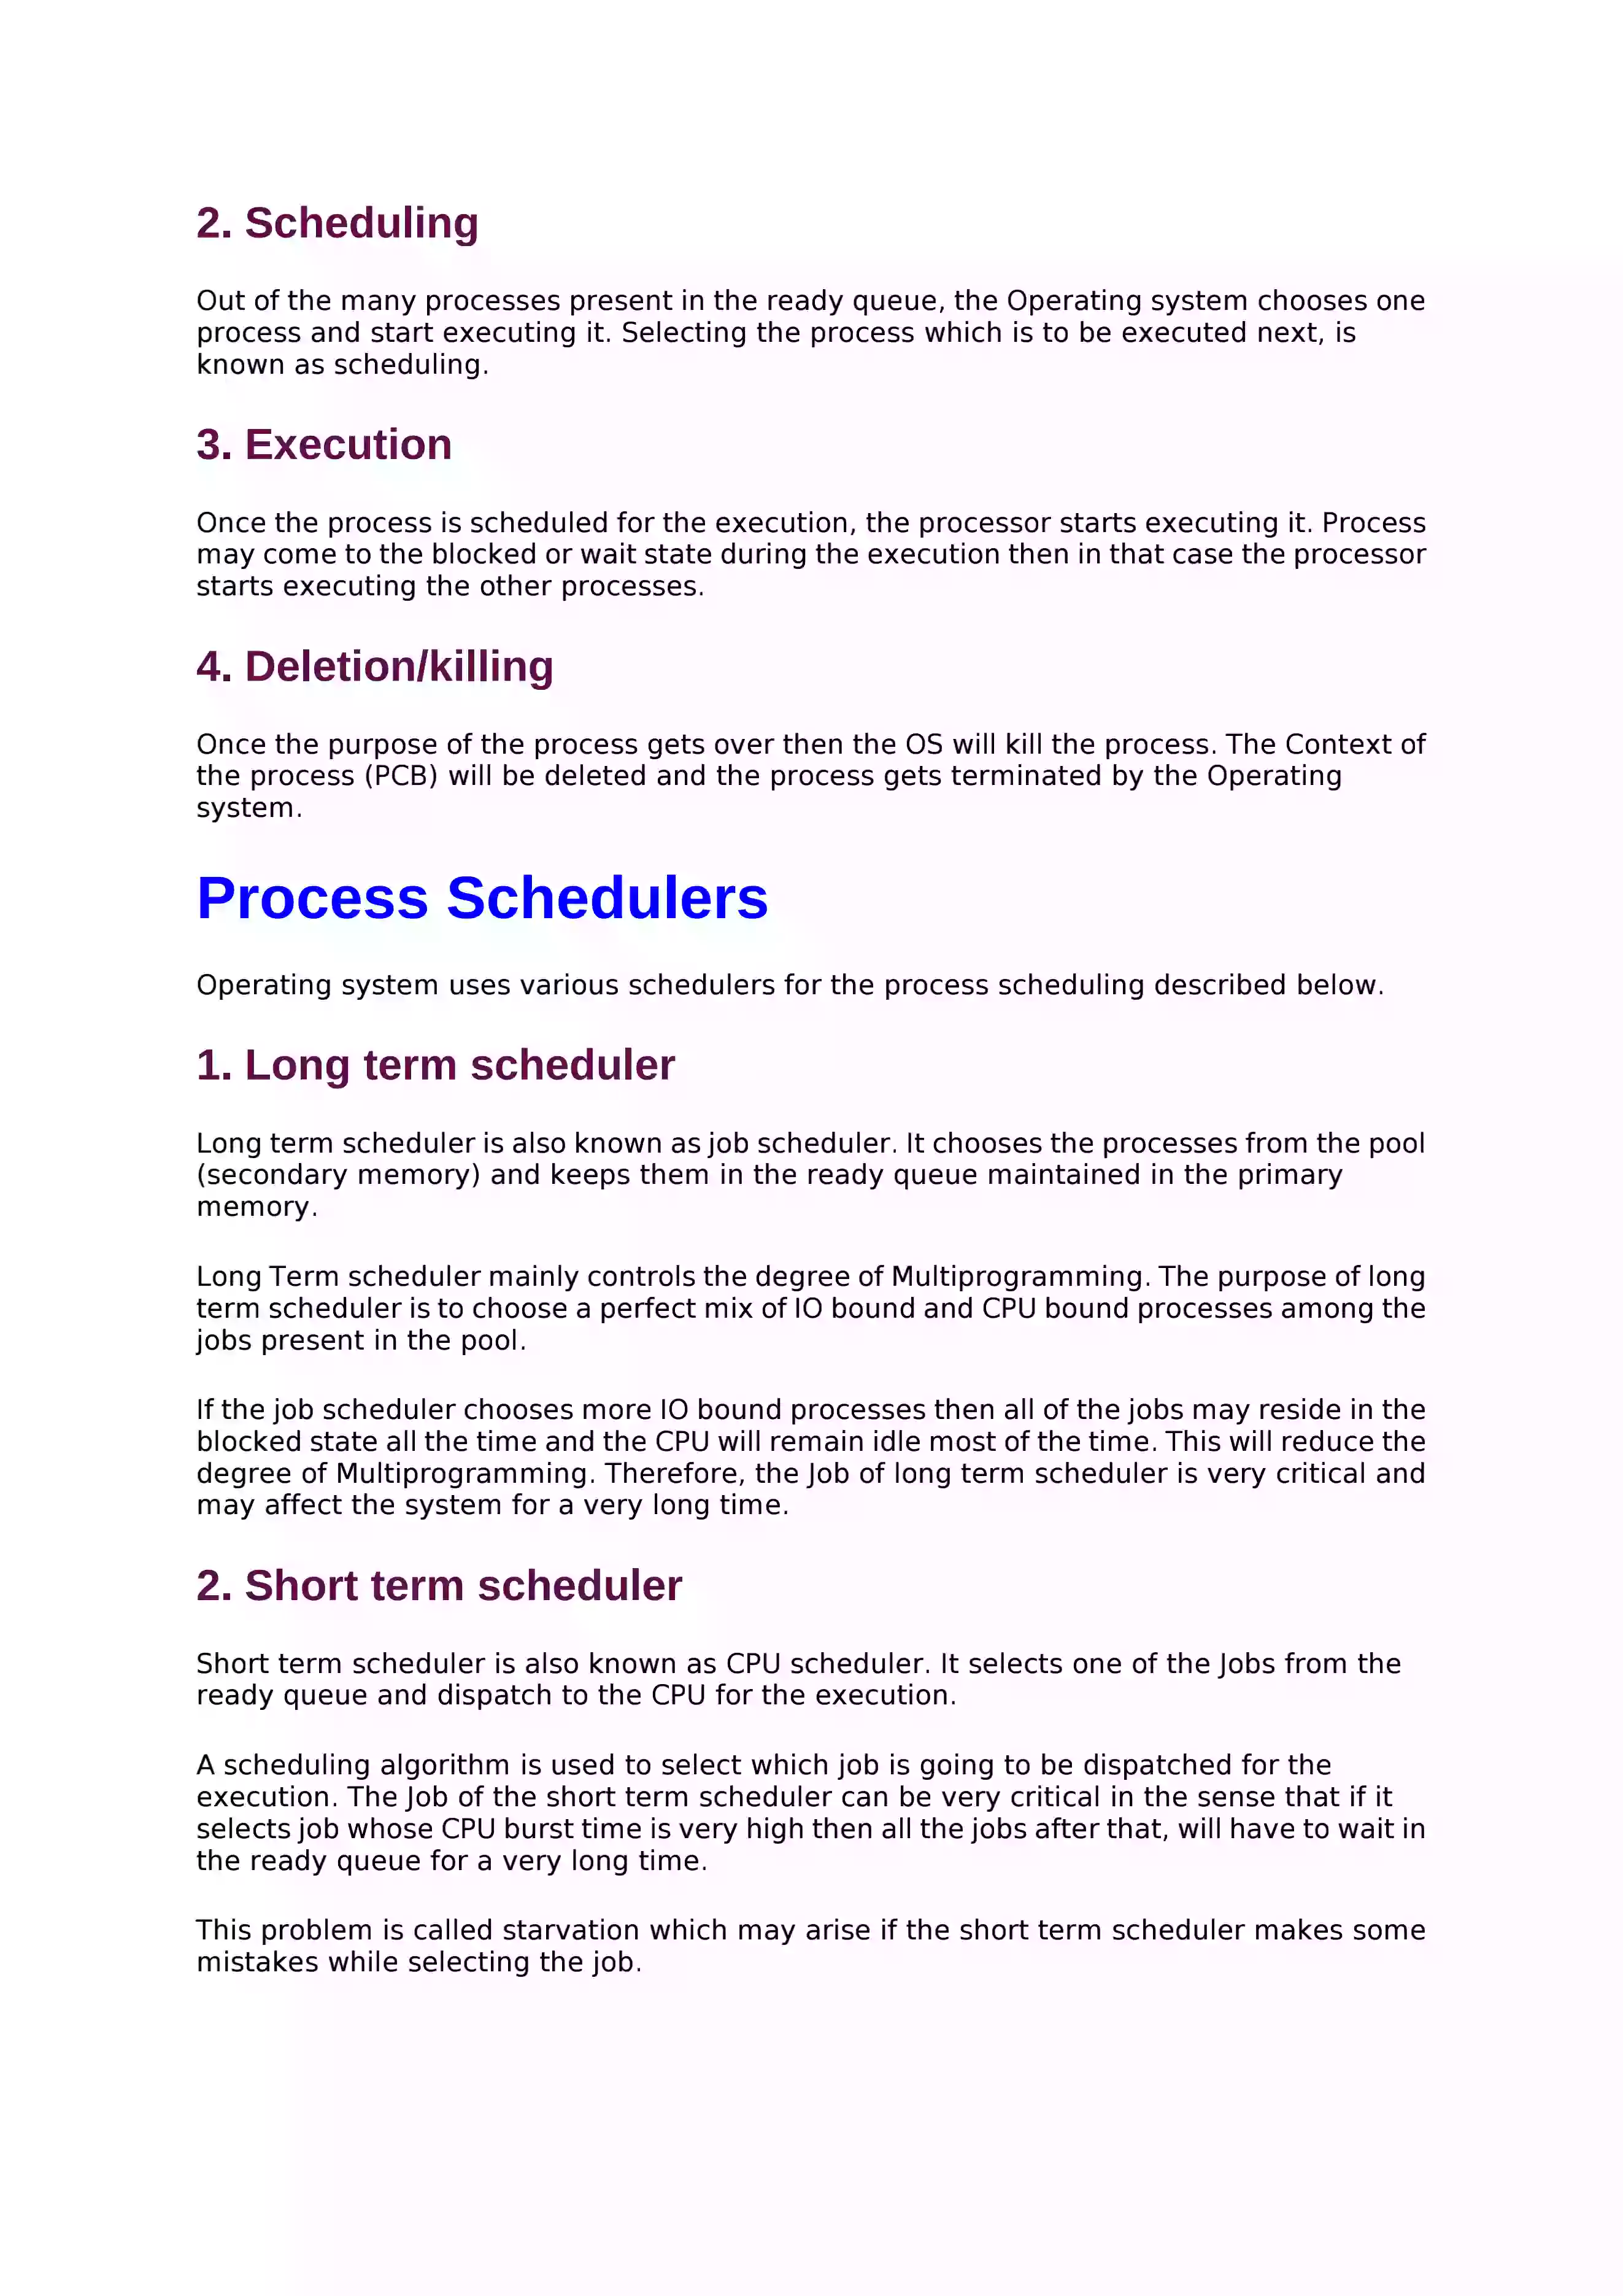 2. Scheduling
Out of the many processes present in the ready queue, the Operating system chooses one
process and start executing it. Selecting the process which is to be executed next, is
known as scheduling.
3. Execution
Once the process is scheduled for the execution, the processor starts executing it. Process
may come to the blocked or wait state during the execution then in that case the processor
starts executing the other processes.
4. Deletion/killing
Once the purpose of the process gets over then the OS will kill the process. The Context of
the process (PCB) will be deleted and the process gets terminated by the Operating
system.
Process Schedulers
Operating system uses various schedulers for the process scheduling described below.
1. Long term scheduler
Long term scheduler is also known as job scheduler. It chooses the processes from the pool
(secondary memory) and keeps them in the ready queue maintained in the primary
memory.
Long Term scheduler mainly controls the degree of Multiprogramming. The purpose of long
term scheduler is to choose a perfect mix of IO bound and CPU bound processes among the
jobs present in the pool.
If the job scheduler chooses more IO bound processes then all of the jobs may reside in the
blocked state all the time and the CPU will remain idle most of the time. This will reduce the
degree of Multiprogramming. Therefore, the Job of long term scheduler is very critical and
may affect the system for a very long time.
2. Short term scheduler
Short term scheduler is also known as CPU scheduler. It selects one of the Jobs from the
ready queue and dispatch to the CPU for the execution.
A scheduling algorithm is used to select which job is going to be dispatched for the
execution. The Job of the short term scheduler can be very critical in the sense that if it
selects job whose CPU burst time is very high then all the jobs after that, will have to wait in
the ready queue for a very long time.
This problem is called starvation which may arise if the short term scheduler makes some
mistakes while selecting the job.